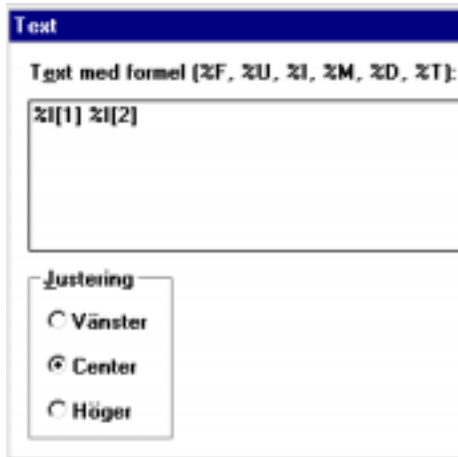 Text
Text med formel (%F, %U, %I, %M, %D, %T):
%I[1] %I[2]
Justering
Vänster
Center
Höger